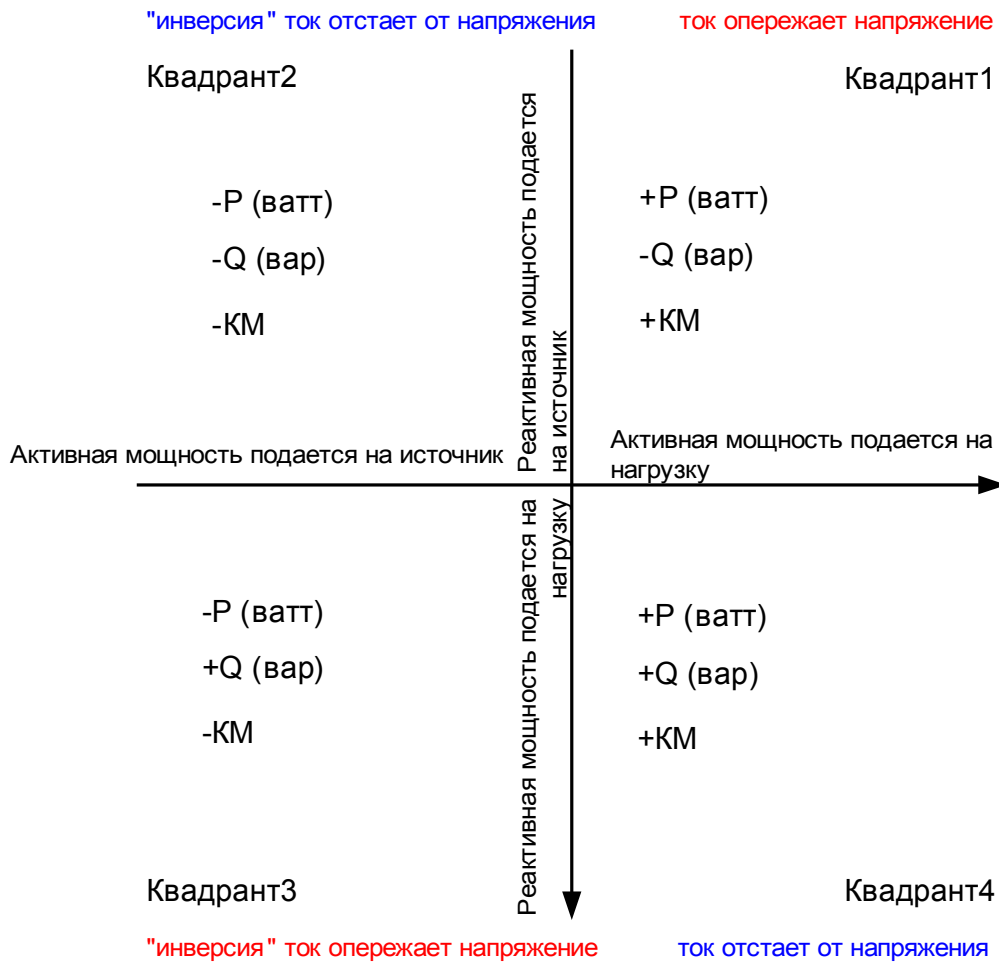 "инверсия" ток отстает от напряжения
ток опережает напряжение
Квадрант2
Квадрант1
-P (ватт)
-Q (вар)
-КМ
+P (ватт)
-Q (вар)
+КМ
Реактивная мощность подается
на источник
Активная мощность подается на источник
Активная мощность подается на
нагрузку
Реактивная мощность подается на
нагрузку
-P (ватт)
+Q (вар)
-КМ
+P (ватт)
+Q (вар)
+КМ
Квадрант3
Квадрант4
"инверсия" ток опережает напряжение
ток отстает от напряжения